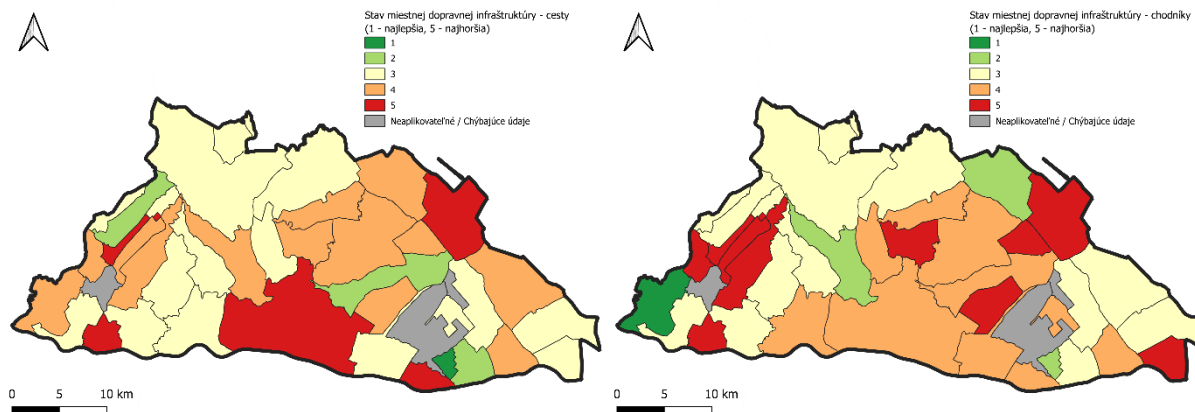 Stav miestnej dopravnej infraštruktúry - cesty
(1 - najlepšia, 5 - najhoršia)
1
2
3
4
5
Neaplikovateľné / Chýbajúce údaje
0 5 10 km
Stav miestnej dopravnej infraštruktúry - chodníky
(1 - najlepšia, 5 - najhoršia)
1
2
3
4
5
Neaplikovateľné / Chýbajúce údaje
0 5 10 km